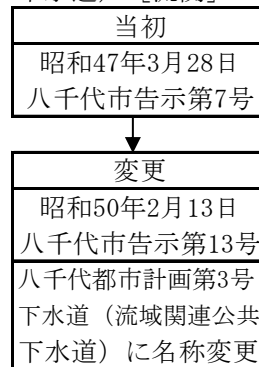 当初
昭和47年3月28日
八千代市告示第7号
変更
昭和50年2月13日
八千代市告示第13号
八千代都市計画第3号
下水道（流域関連公共
下水道）に名称変更